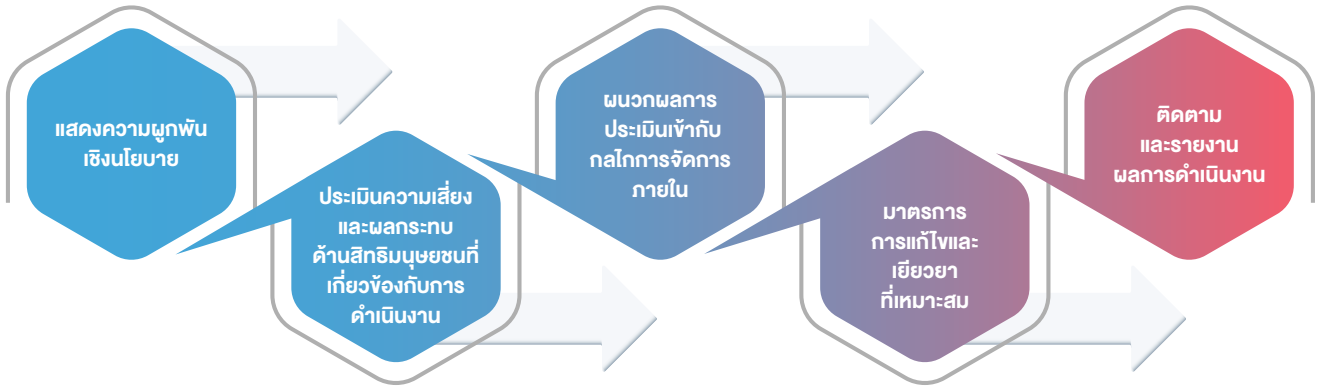 แสดงความผูกพัน
เชิงนโยบาย
ประเมินความเสี่ยง
และผลกระทบ
ด้านสิทธิมนุษยชนที่
เกี่ยวข้องกับการ
ดำเนินงาน
ผนวกผลการ
ประเมินเข้ากับ
กลไกการจัดการ
ภายใน
มาตรการ
การแก้ไขและ
เยียวยา
ที่เหมาะสม
ติดตาม
และรายงาน
ผลการดำเนินงาน